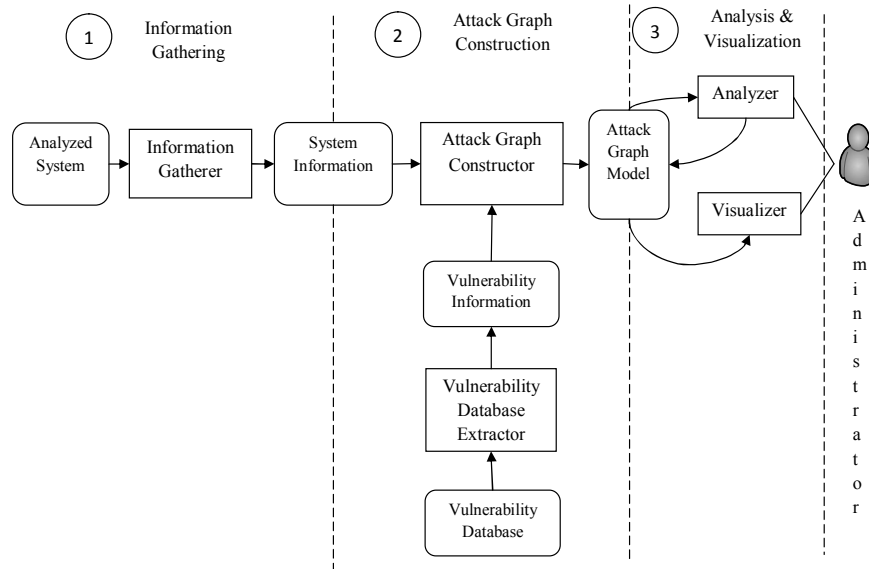 1
Information
Gathering
2
Attack Graph
Construction
3
Analysis &
Visualization
Analyzed
System
Information
Gatherer
System
Information
Attack Graph
Constructor
Attack
Graph
Model
Analyzer
Visualizer
Vulnerability
Information
Vulnerability
Database
Extractor
Vulnerability
Database
A
d
m
i
n
i
s
t
r
a
t
o
r